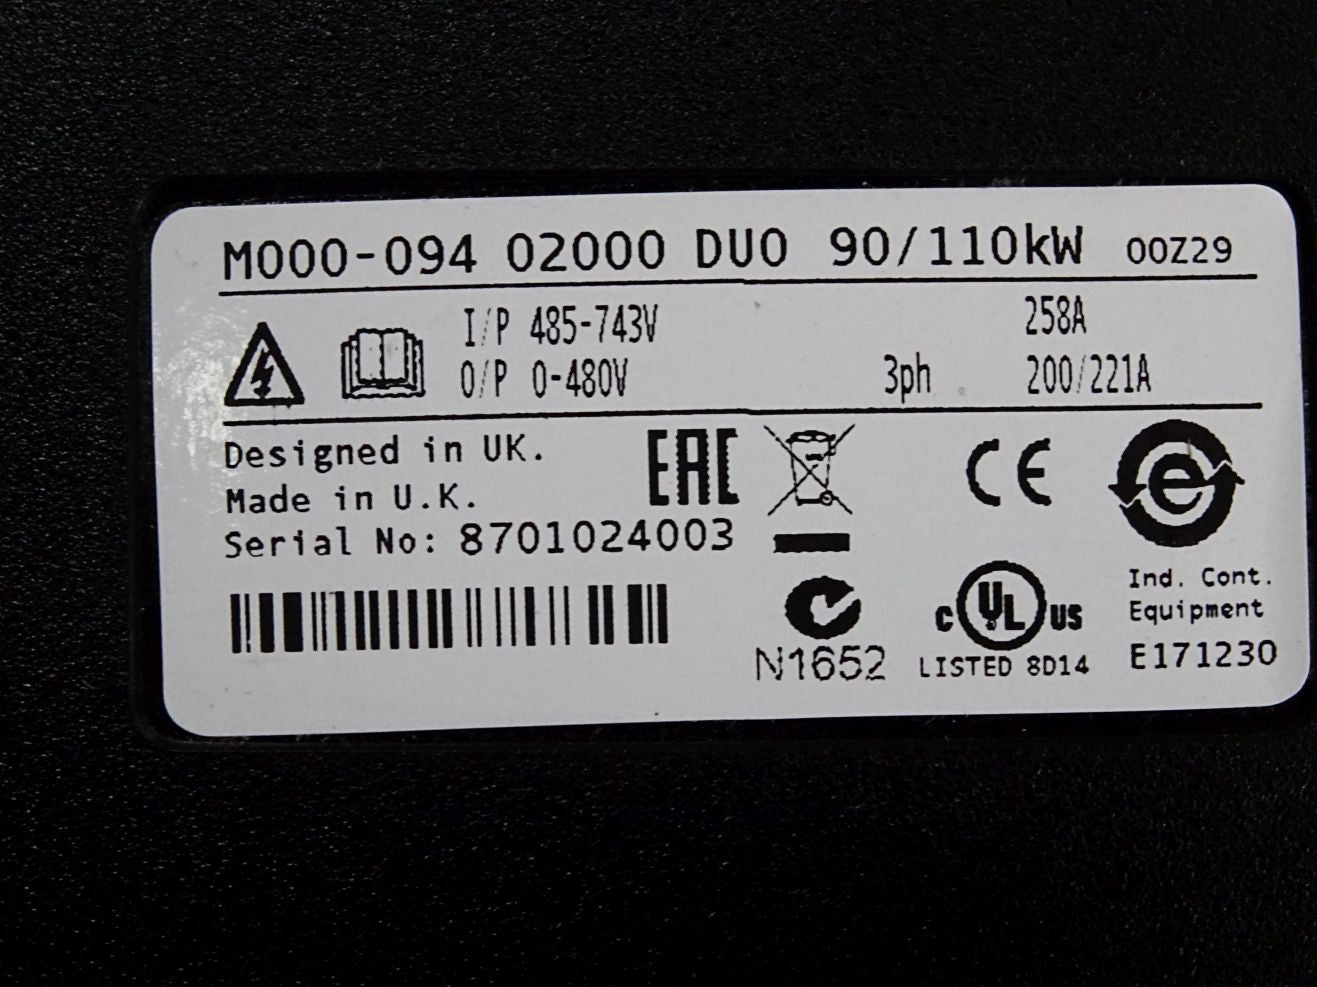 M000-094 02000 DUO 90/110kW 00Z29
I/P 485-743V 258A
O/P 0-480V 3ph 200/221A
Designed in UK.
Made in U.K.
Serial No: 8701024003
EAC
CE
e
N1652
c UL US
LISTED 8D14
Ind. Cont.
Equipment
E171230